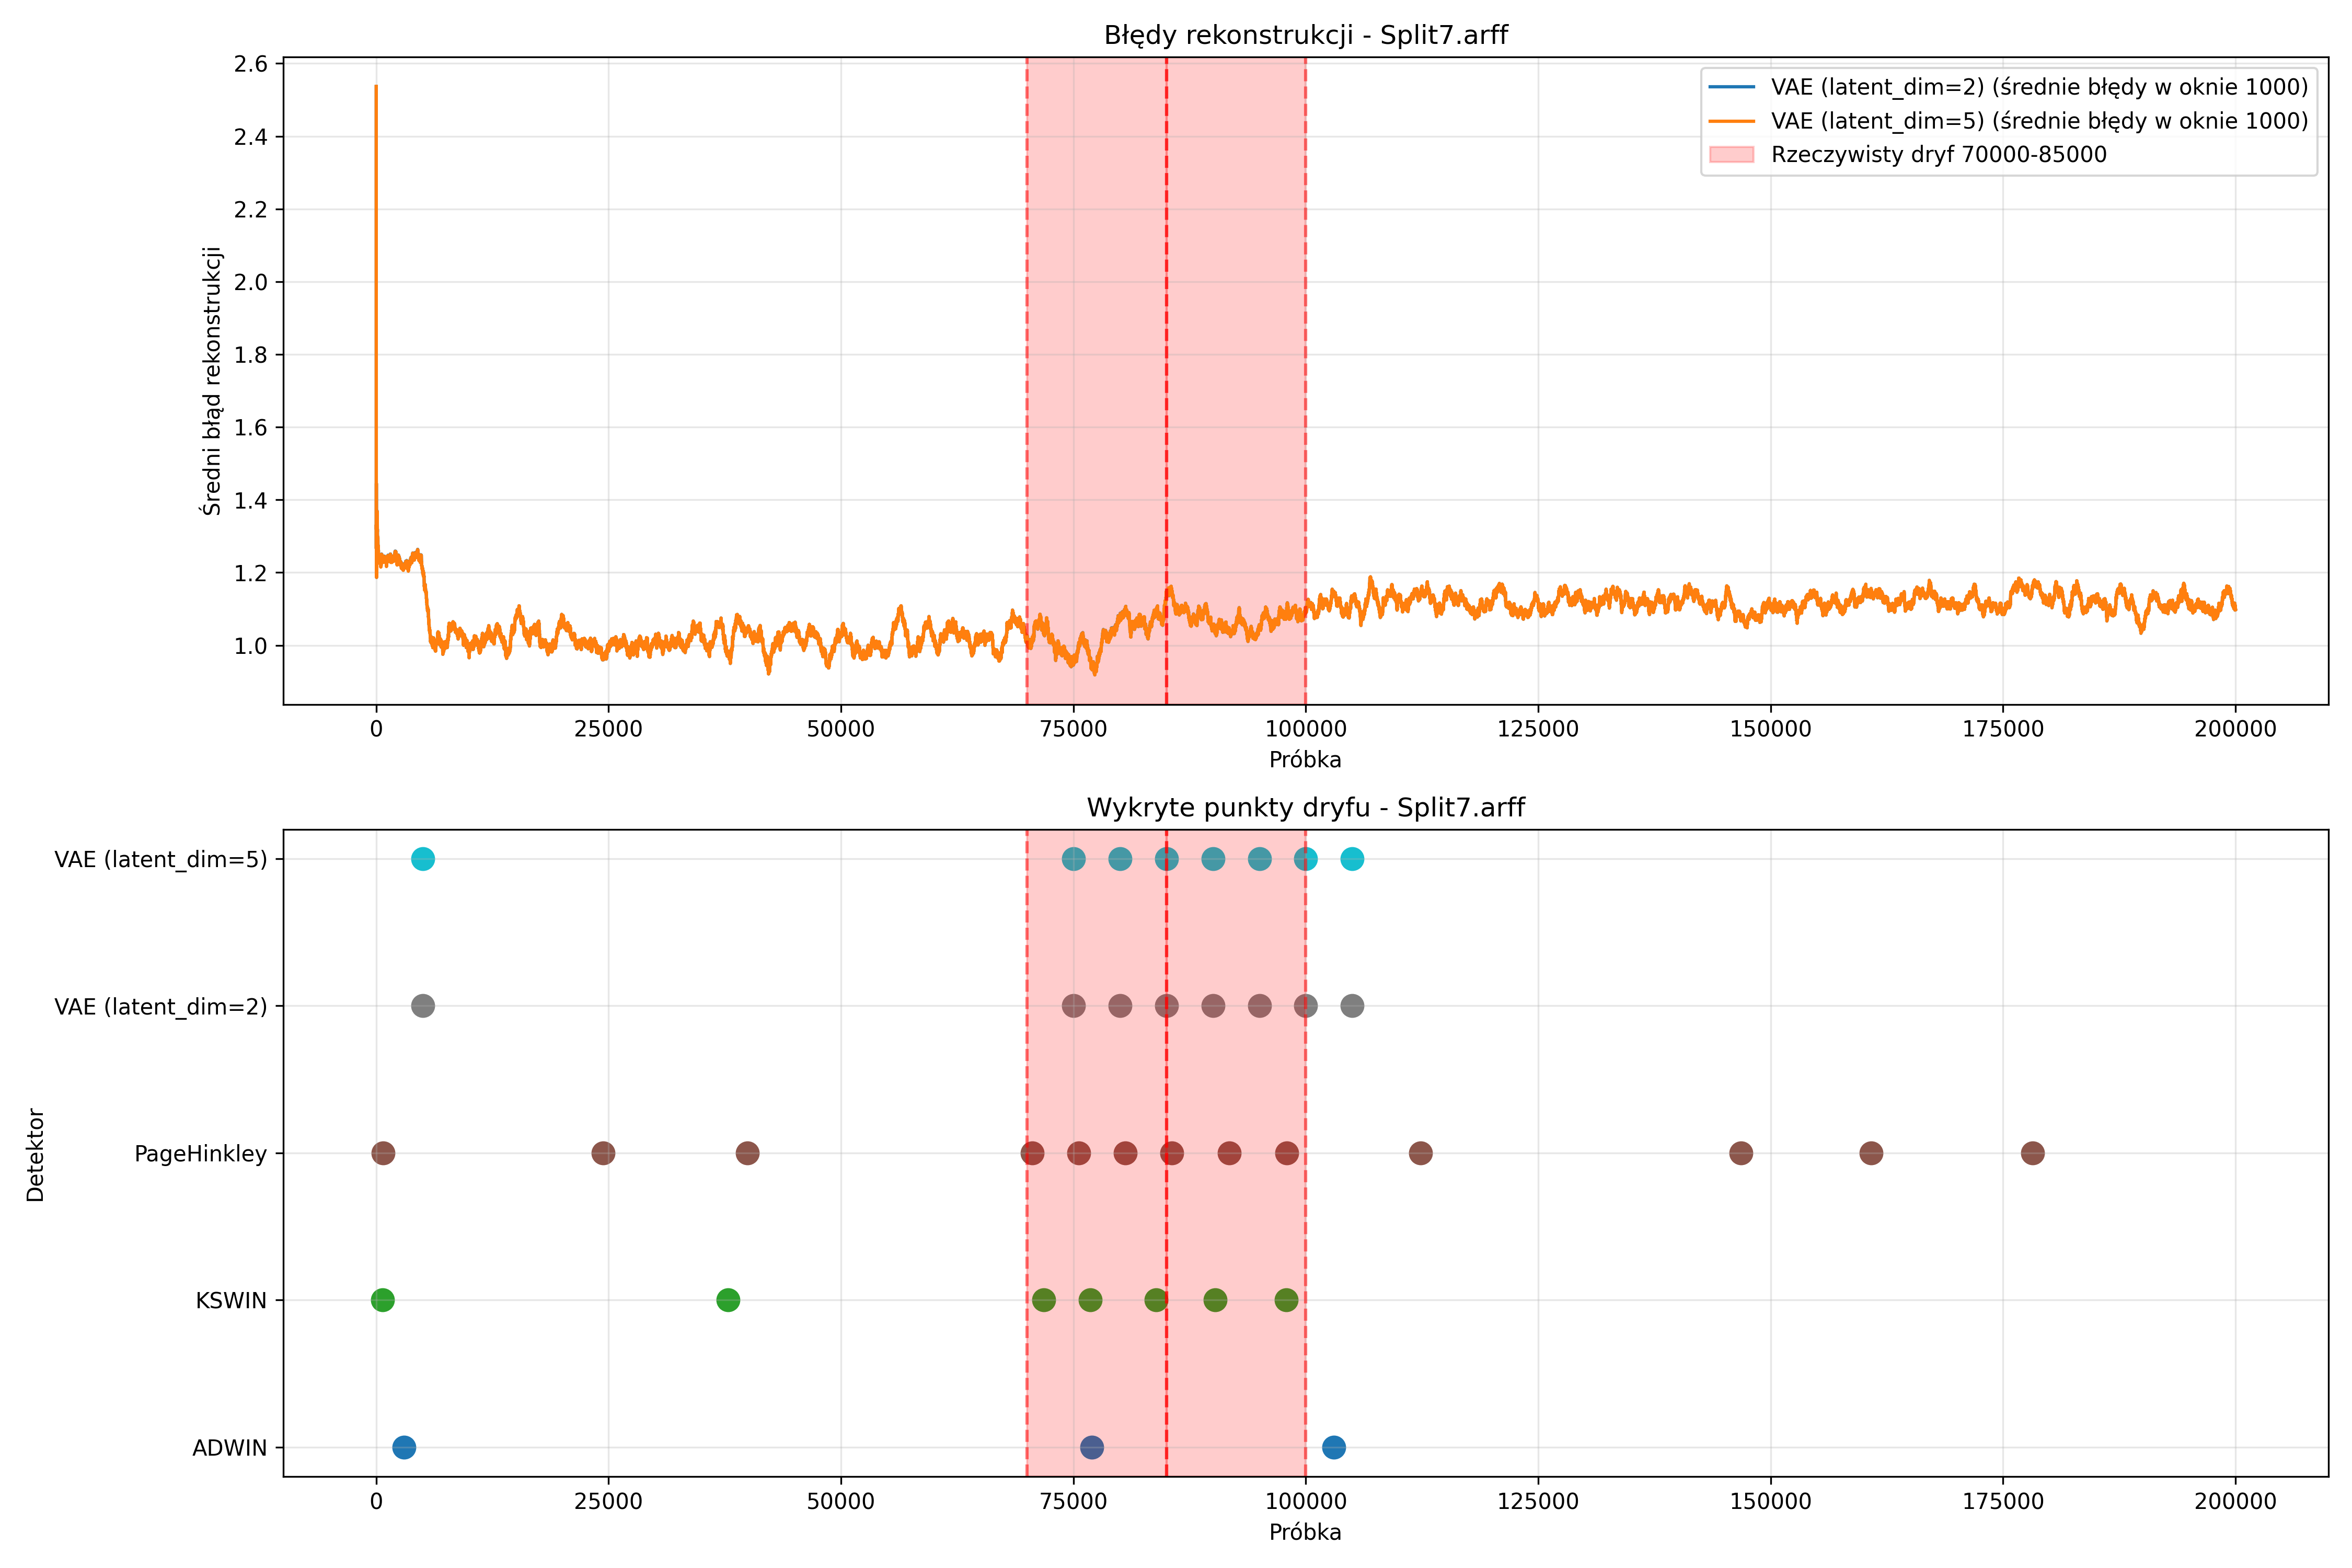 Błędy rekonstrukcji - Split7.arff
2.6
2.4
2.2
2.0
1.8
1.6
1.4
1.2
1.0
Średni błąd rekonstrukcji
VAE (latent_dim=2) (średnie błędy w oknie 1000)
VAE (latent_dim=5) (średnie błędy w oknie 1000)
Rzeczywisty dryf 70000-85000
0 25000 50000 75000 100000 125000 150000 175000 200000
Próbka
Wykryte punkty dryfu - Split7.arff
VAE (latent_dim=5)
VAE (latent_dim=2)
PageHinkley
KSWIN
ADWIN
Detektor
0 25000 50000 75000 100000 125000 150000 175000 200000
Próbka